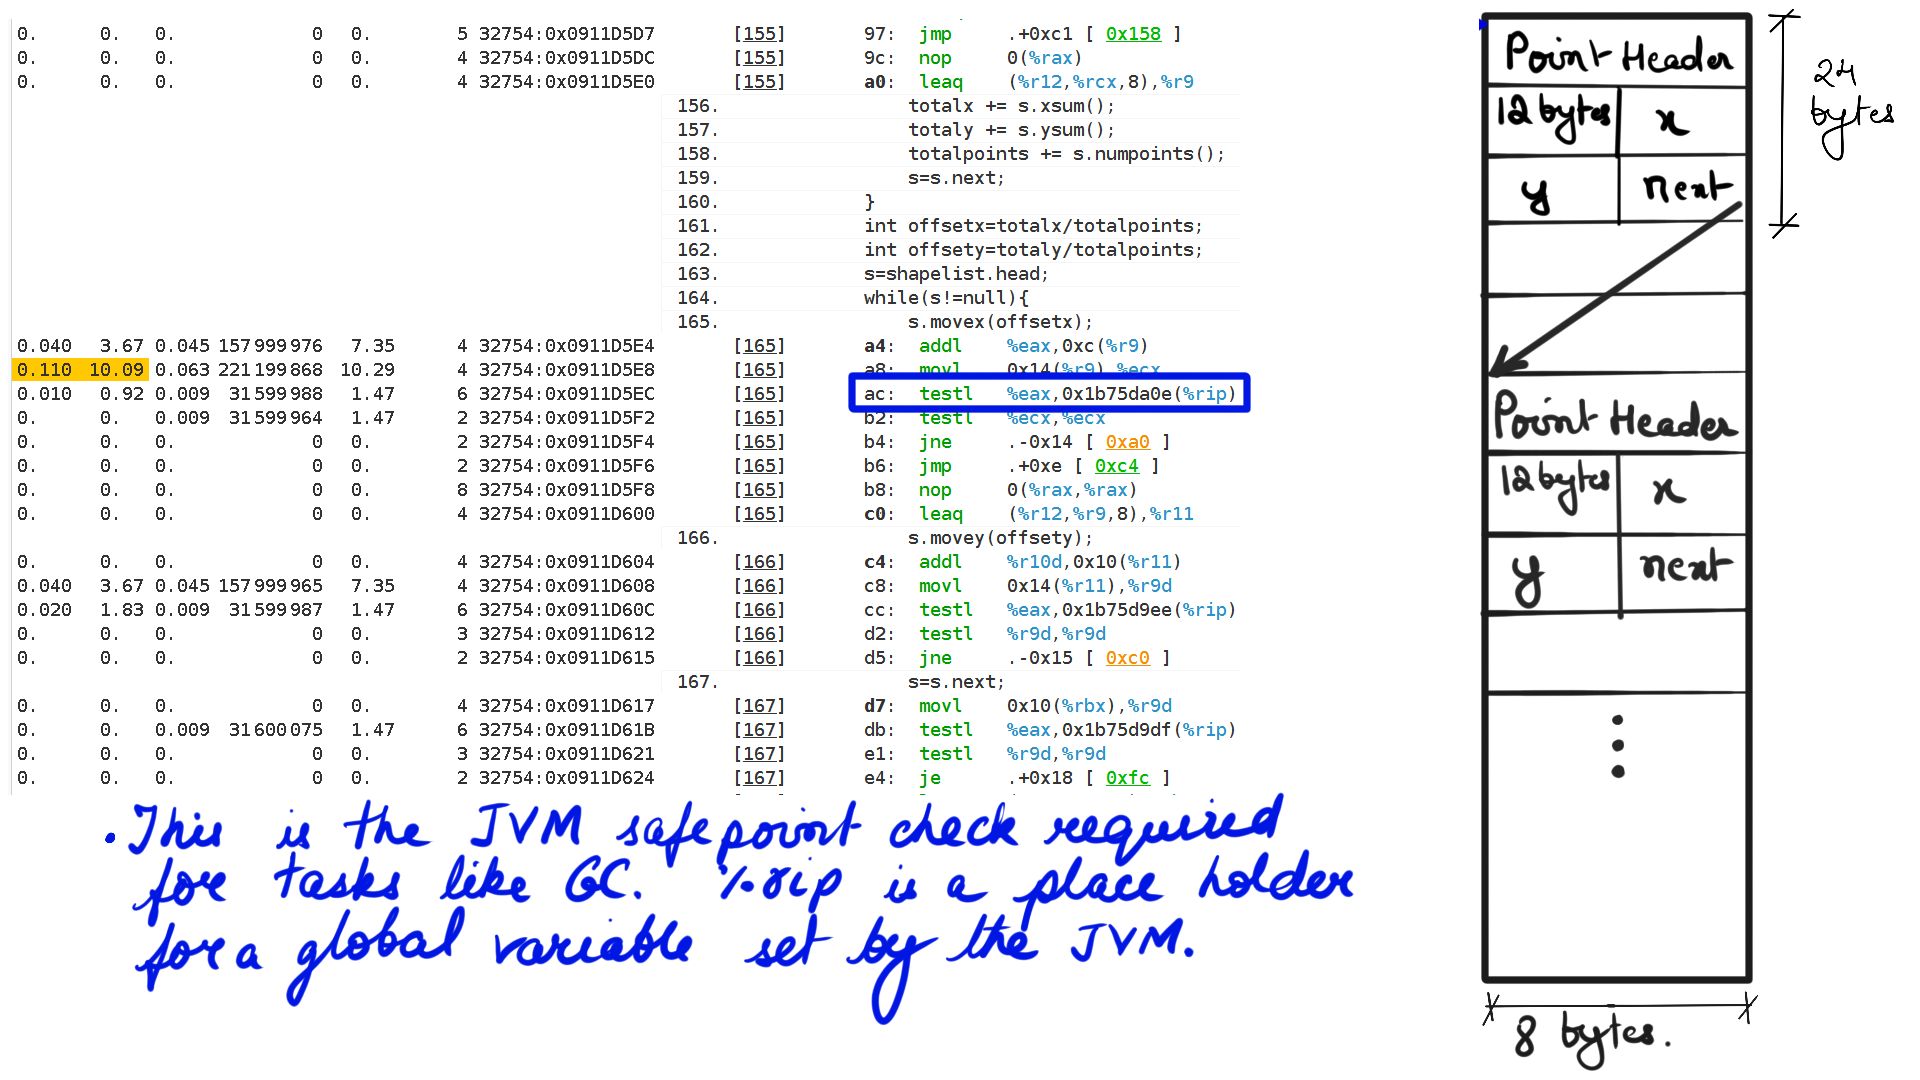 0. 0. 0. 0 0. 5 32754:0x0911D5D7 [155] 97: jmp .+0xc1 [ 0x158 ]
0. 0. 0. 0 0. 4 32754:0x0911D5DC [155] 9c: nop 0(%rax)
0. 0. 0. 0 0. 4 32754:0x0911D5E0 [155] a0: leaq (%r12,%rcx,8),%r9
156. totalx += s.xsum();
157. totaly += s.ysum();
158. totalpoints += s.numpoints();
159. s=s.next;
160. }
161. int offsetx=totalx/totalpoints;
162. int offsety=totaly/totalpoints;
163. s=shapelist.head;
164. while(s!=null){
165. s.movex(offsetx);
0.040 3.67 0.045 157999976 7.35 4 32754:0x0911D5E4 [165] a4: addl %eax,0xc(%r9)
0.110 10.09 0.063 221199868 10.29 4 32754:0x0911D5E8 [165] a8: movl 0x14(%r9),%ecx
0.010 0.92 0.009 31599988 1.47 6 32754:0x0911D5EC [165] ac: testl %eax,0x1b75da0e(%rip)
0. 0. 0.009 31599964 1.47 2 32754:0x0911D5F2 [165] b2: testl %ecx,%ecx
0. 0. 0. 0 0. 2 32754:0x0911D5F4 [165] b4: jne .-0x14 [ 0xa0 ]
0. 0. 0. 0 0. 2 32754:0x0911D5F6 [165] b6: jmp .+0xe [ 0xc4 ]
0. 0. 0. 0 0. 8 32754:0x0911D5F8 [165] b8: nop 0(%rax,%rax)
0. 0. 0. 0 0. 4 32754:0x0911D600 [165] c0: leaq (%r12,%r9,8),%r11
166. s.movey(offsety);
0. 0. 0. 0 0. 4 32754:0x0911D604 [166] c4: addl %r10d,0x10(%r11)
0.040 3.67 0.045 157999965 7.35 4 32754:0x0911D608 [166] c8: movl 0x14(%r11),%r9d
0.020 1.83 0.009 31599987 1.47 6 32754:0x0911D60C [166] cc: testl %eax,0x1b75d9ee(%rip)
0. 0. 0. 0 0. 3 32754:0x0911D612 [166] d2: testl %r9d,%r9d
0. 0. 0. 0 0. 2 32754:0x0911D615 [166] d5: jne .-0x15 [ 0xc0 ]
167. s=s.next;
0. 0. 0. 0 0. 4 32754:0x0911D617 [167] d7: movl 0x10(%rbx),%r9d
0. 0. 0.009 31600075 1.47 6 32754:0x0911D61B [167] db: testl %eax,0x1b75d9df(%rip)
0. 0. 0. 0 0. 3 32754:0x0911D621 [167] e1: testl %r9d,%r9d
0. 0. 0. 0 0. 2 32754:0x0911D624 [167] e4: je .+0x18 [ 0xfc ]
• This is the JVM safepoint check required
for tasks like GC. %rip is a place holder
for a global variable set by the JVM.
Point Header
12 bytes x
y next
24
bytes
Point Header
12 bytes x
y next
8 bytes.